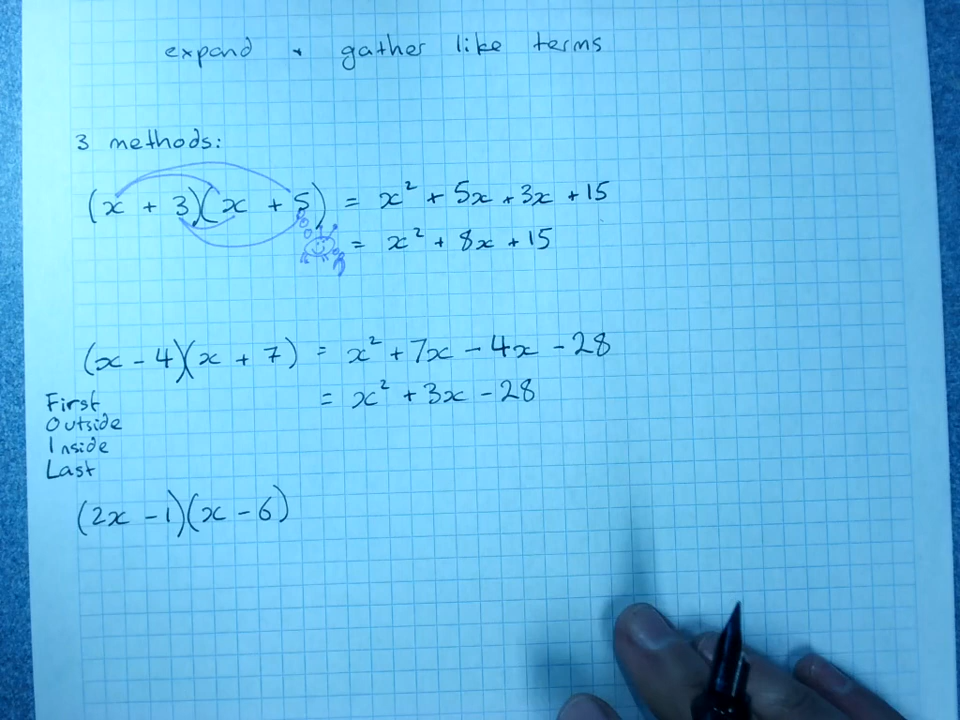 expand + gather like terms
3 methods:
(x + 3)(x + 5) = x² + 5x + 3x + 15
= x² + 8x + 15
(x - 4)(x + 7) = x² + 7x - 4x - 28
= x² + 3x - 28
First
Outside
Inside
Last
(2x - 1)(x - 6)